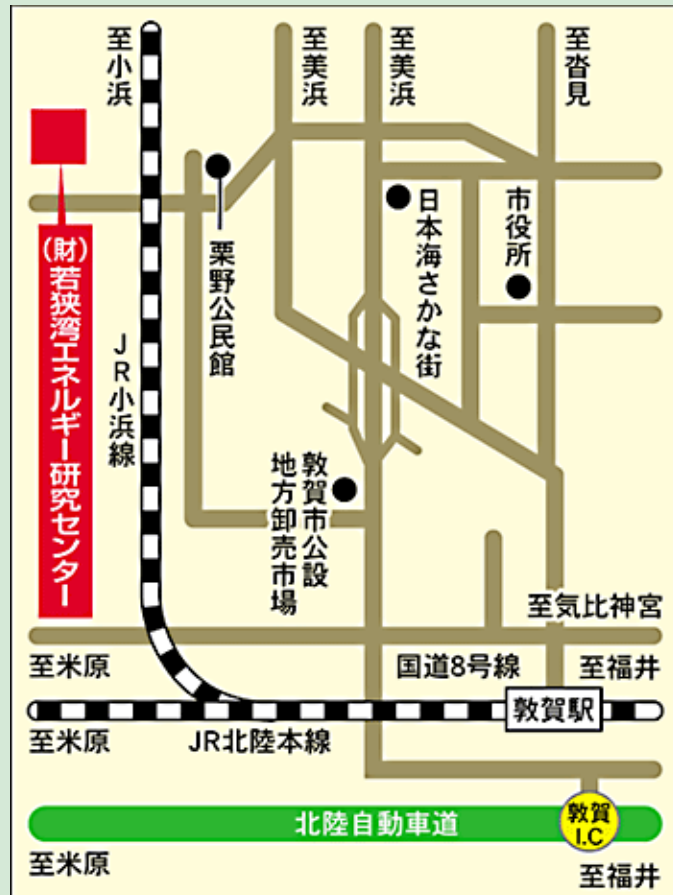 至小浜
至美浜
至美浜
至沓見
(財)若狭湾エネルギー研究センター
JR小浜線
栗野公民館
日本海さかな街
市役所
敦賀市公設
地方卸売市場
至気比神宮
至米原
国道8号線
至福井
敦賀駅
至米原
JR北陸本線
北陸自動車道
敦賀
I.C
至米原
至福井